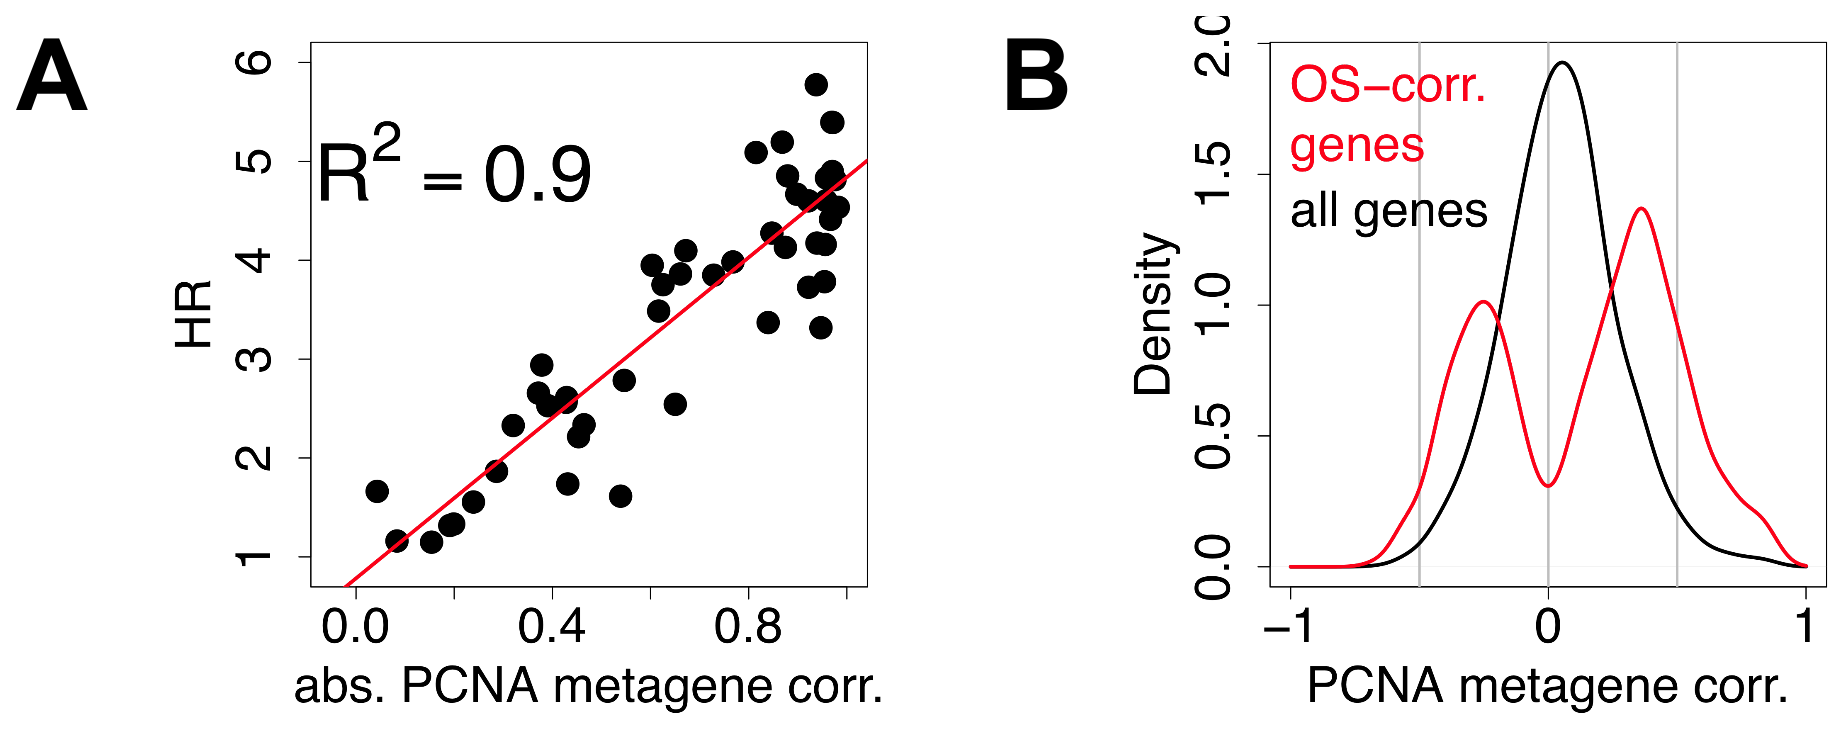 A
R² = 0.9
HR
6
5
4
3
2
1
0.0 0.4 0.8
abs. PCNA metagene corr.
B
OS−corr.
genes
all genes
Density
2.0
1.5
1.0
0.5
0.0
−1 0 1
PCNA metagene corr.